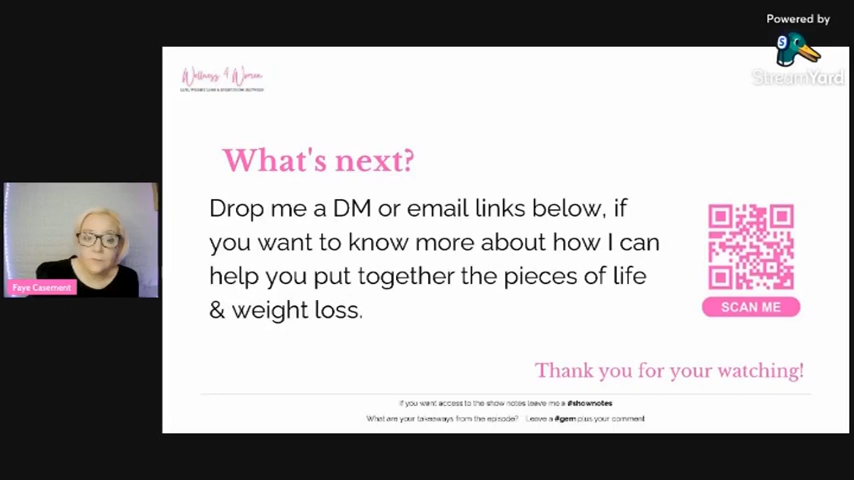 Powered by
StreamYard
Wellness 4 Women
What's next?
Drop me a DM or email links below, if
you want to know more about how I can
help you put together the pieces of life
& weight loss.
SCAN ME
Faye Casement
Thank you for your watching!
If you want access to the show notes leave me a #shownotes
What are your takeaways from the episode? Leave a #gem plus your comment